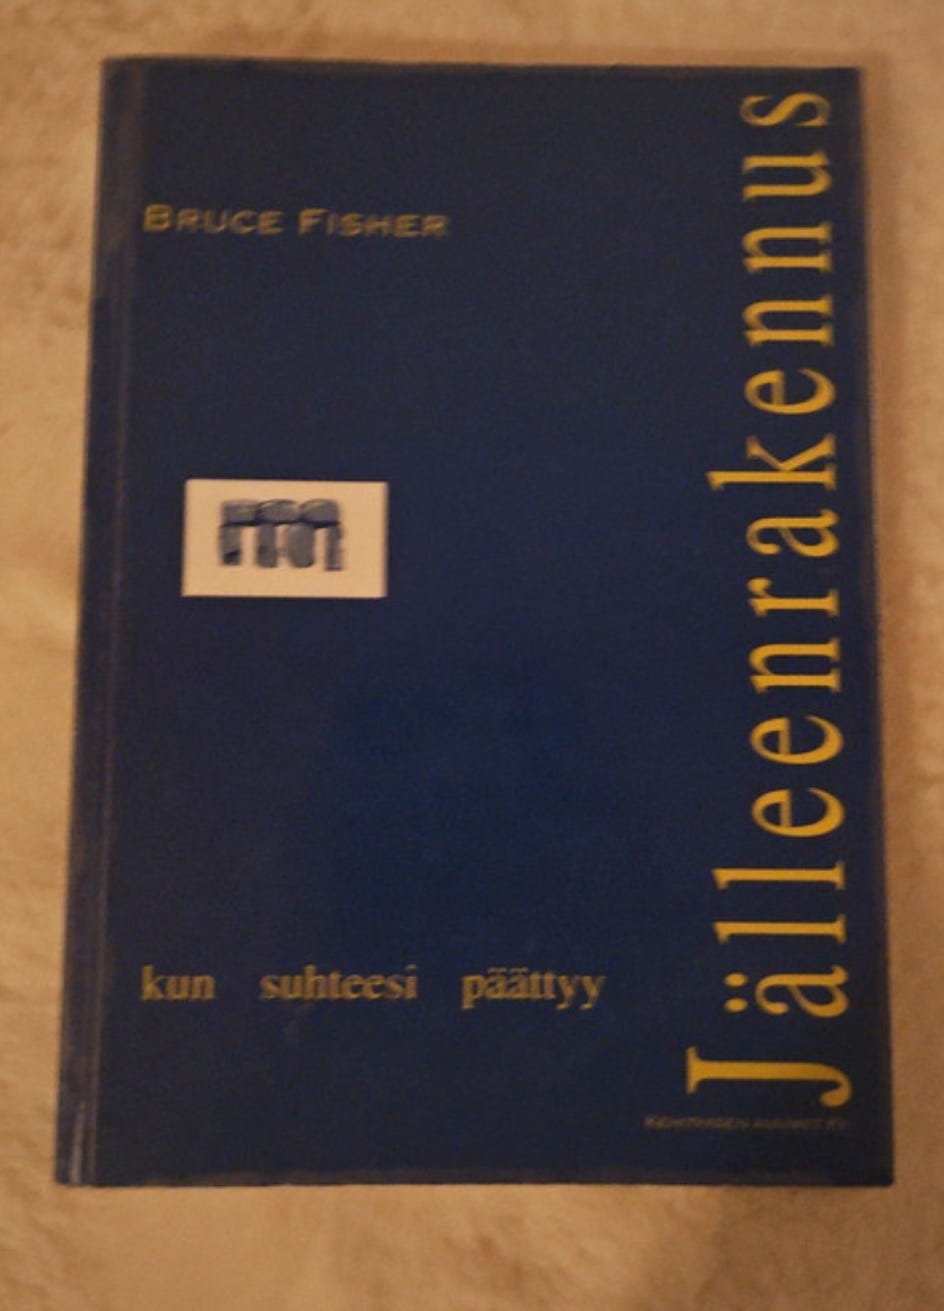 BRUCE FISHER
Jälleenrakennus
kun suhteesi päättyy